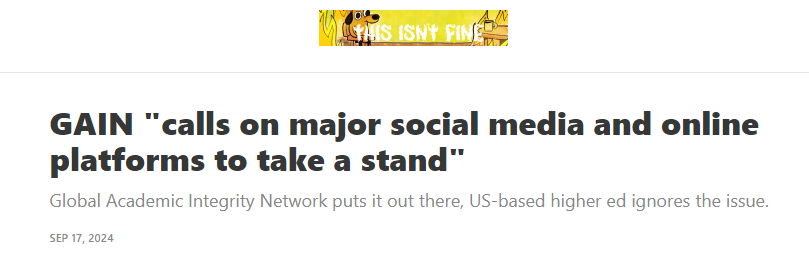 THIS ISN'T FINE
GAIN "calls on major social media and online
platforms to take a stand"
Global Academic Integrity Network puts it out there, US-based higher ed ignores the issue.
SEP 17, 2024